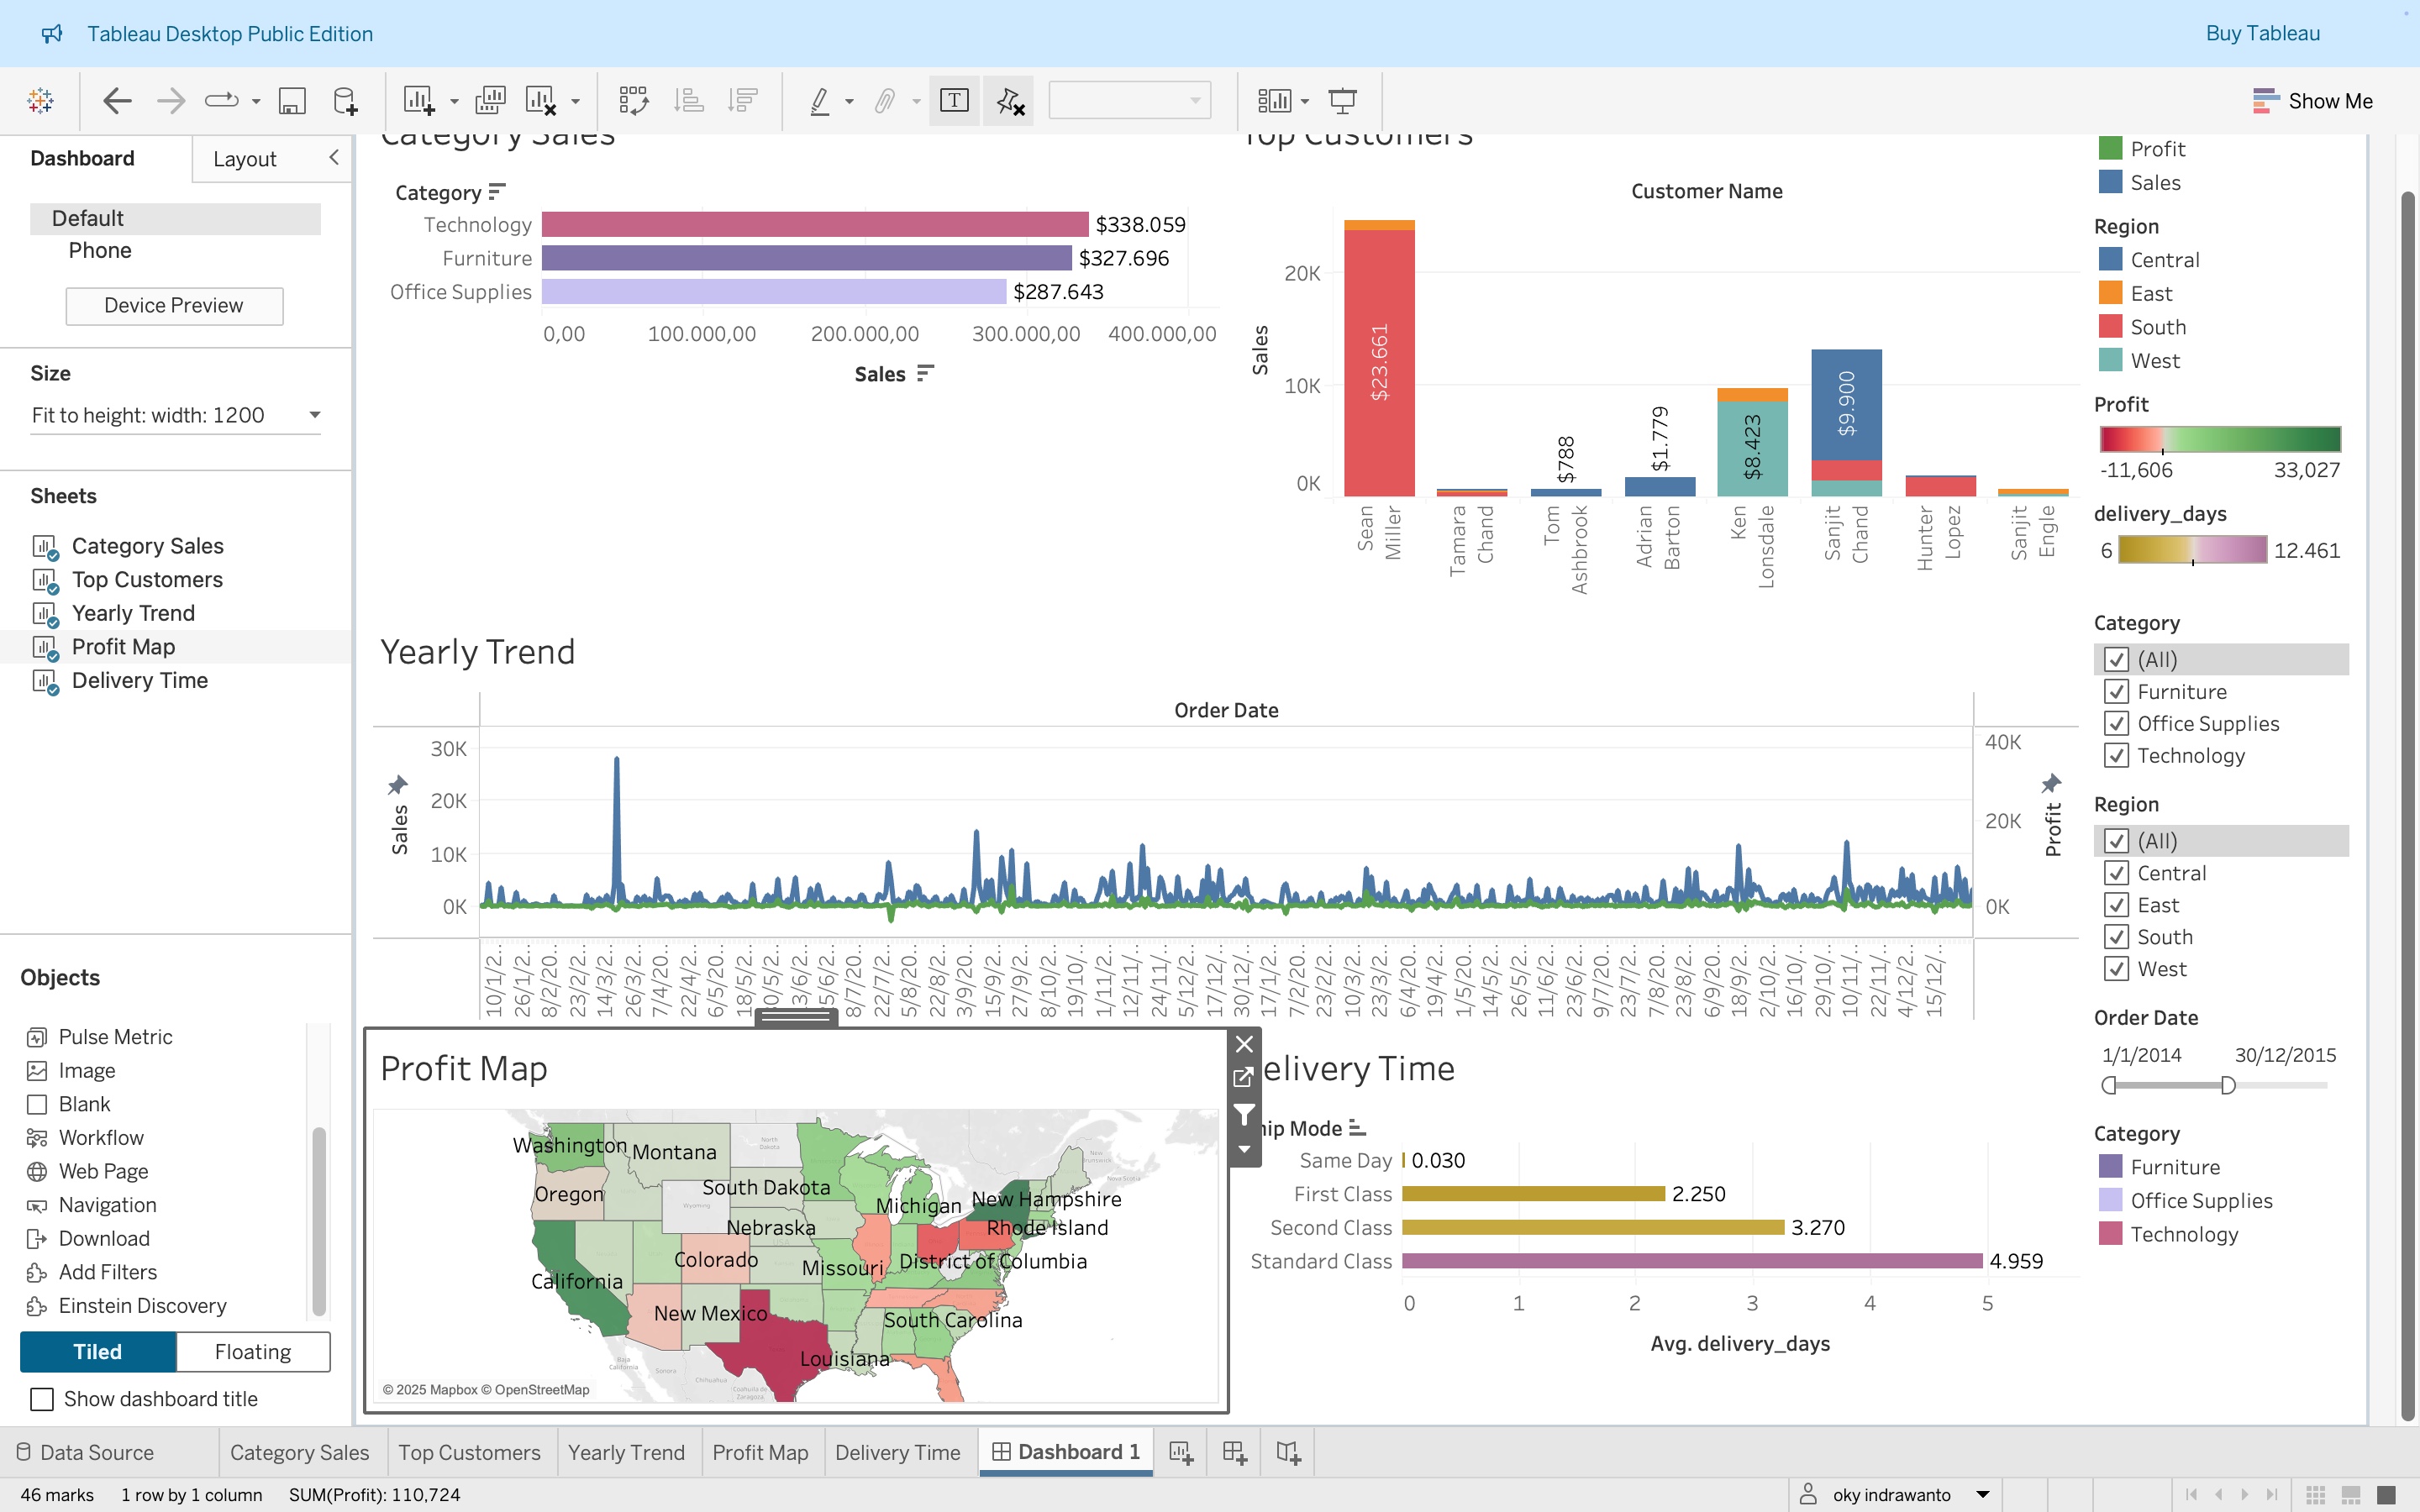 Tableau Desktop Public Edition
Buy Tableau
Show Me
Dashboard
Layout
Default
Phone
Device Preview
Size
Fit to height: width: 1200
Sheets
Category Sales
Top Customers
Yearly Trend
Profit Map
Delivery Time
Objects
Pulse Metric
Image
Blank
Workflow
Web Page
Navigation
Download
Add Filters
Einstein Discovery
Tiled
Floating
Show dashboard title
Category Sales
Category
Technology
$338.059
Furniture
$327.696
Office Supplies
$287.643
0,00
100.000,00
200.000,00
300.000,00
400.000,00
Sales
Top Customers
Customer Name
Sales
20K
10K
0K
$23.661
$788
$1.779
$8.423
$9.900
Sean Miller
Tamara Chand
Tom Ashbrook
Adrian Barton
Ken Lonsdale
Sanjit Chand
Hunter Lopez
Sanjit Engle
Yearly Trend
Order Date
Sales
30K
20K
10K
0K
40K
20K
0K
Profit
10/1/2..
26/1/2..
8/2/20..
23/2/2..
14/3/2..
26/3/2..
7/4/20..
22/4/2..
6/5/20..
18/5/2..
8/7/20..
22/7/2..
5/8/20..
22/8/2..
3/9/20..
15/9/2..
27/9/2..
8/10/2..
19/10/..
1/11/2..
12/11/..
24/11/..
5/12/2..
17/12/..
30/12/..
17/1/2..
7/2/20..
23/2/2..
10/3/2..
23/3/2..
6/4/20..
19/4/2..
1/5/20..
14/5/2..
26/5/2..
11/6/2..
23/6/2..
9/7/20..
23/7/2..
7/8/20..
23/8/2..
6/9/20..
18/9/2..
2/10/2..
16/10/..
29/10/..
10/11/..
22/11/..
4/12/2..
15/12/..
Profit Map
Washington
Montana
Oregon
South Dakota
Michigan
New Hampshire
Nebraska
Rhode Island
Colorado
Missouri
District of Columbia
California
New Mexico
South Carolina
Louisiana
© 2025 Mapbox © OpenStreetMap
elivery Time
hip Mode
Same Day
0.030
First Class
2.250
Second Class
3.270
Standard Class
4.959
0
1
2
3
4
5
Avg. delivery_days
Profit
Sales
Region
Central
East
South
West
Profit
-11,606
33,027
delivery_days
6
12.461
Category
(All)
Furniture
Office Supplies
Technology
Region
(All)
Central
East
South
West
Order Date
1/1/2014
30/12/2015
Category
Furniture
Office Supplies
Technology
Data Source
Category Sales
Top Customers
Yearly Trend
Profit Map
Delivery Time
Dashboard 1
46 marks
1 row by 1 column
SUM(Profit): 110,724
oky indrawanto